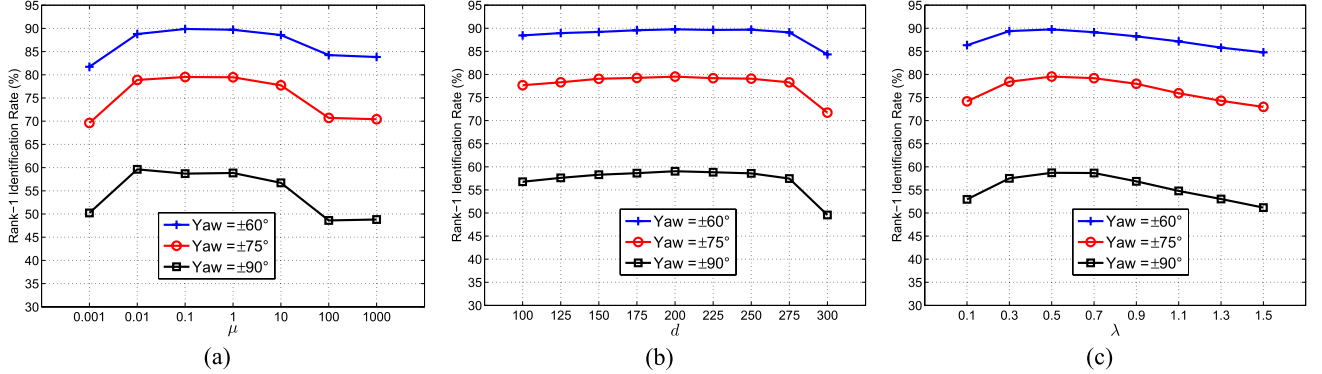 Rank−1 Identification Rate (%)
95
90
85
80
75
70
65
60
55
50
45
40
35
30
0.001 0.01 0.1 1 10 100 1000
μ
Yaw =±60°
Yaw =±75°
Yaw =±90°
(a)
Rank−1 Identification Rate (%)
95
90
85
80
75
70
65
60
55
50
45
40
35
30
100 125 150 175 200 225 250 275 300
d
Yaw =±60°
Yaw =±75°
Yaw =±90°
(b)
Rank−1 Identification Rate (%)
95
90
85
80
75
70
65
60
55
50
45
40
35
30
0.1 0.3 0.5 0.7 0.9 1.1 1.3 1.5
λ
Yaw =±60°
Yaw =±75°
Yaw =±90°
(c)